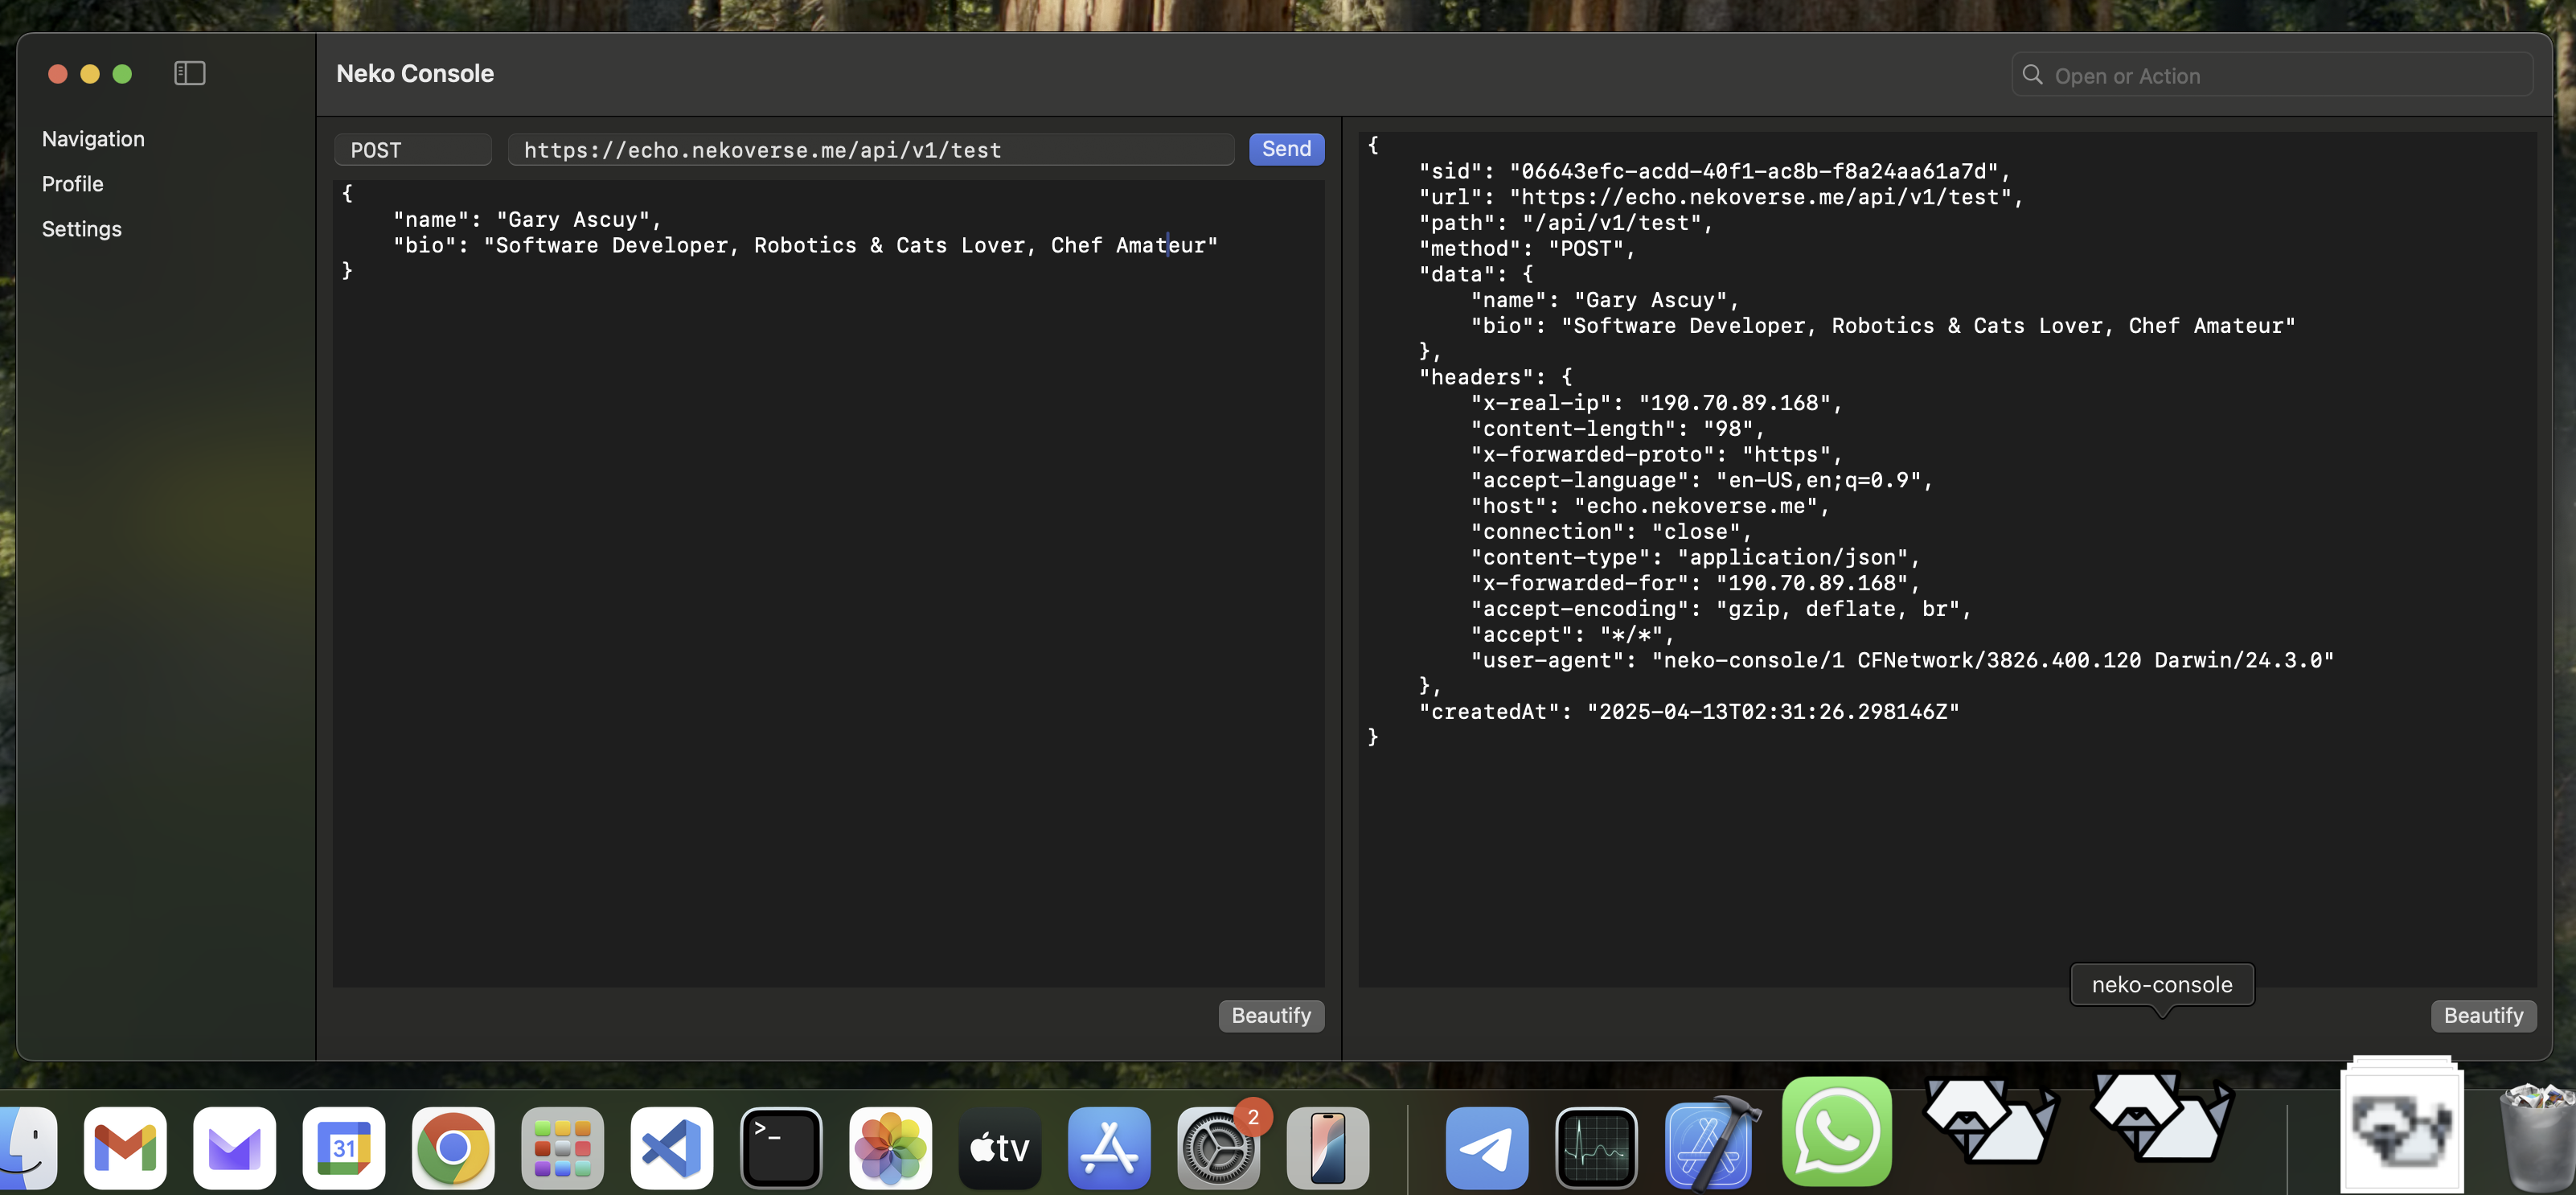 Neko Console
Open or Action
Navigation
Profile
Settings
POST
https://echo.nekoverse.me/api/v1/test
Send
{
    "name": "Gary Ascuy",
    "bio": "Software Developer, Robotics & Cats Lover, Chef Amateur"
}
Beautify
{
    "sid": "06643efc-acdd-40f1-ac8b-f8a24aa61a7d",
    "url": "https://echo.nekoverse.me/api/v1/test",
    "path": "/api/v1/test",
    "method": "POST",
    "data": {
        "name": "Gary Ascuy",
        "bio": "Software Developer, Robotics & Cats Lover, Chef Amateur"
    },
    "headers": {
        "x-real-ip": "190.70.89.168",
        "content-length": "98",
        "x-forwarded-proto": "https",
        "accept-language": "en-US,en;q=0.9",
        "host": "echo.nekoverse.me",
        "connection": "close",
        "content-type": "application/json",
        "x-forwarded-for": "190.70.89.168",
        "accept-encoding": "gzip, deflate, br",
        "accept": "*/*",
        "user-agent": "neko-console/1 CFNetwork/3826.400.120 Darwin/24.3.0"
    },
    "createdAt": "2025-04-13T02:31:26.298146Z"
}
neko-console
Beautify
31
>_
tv
2